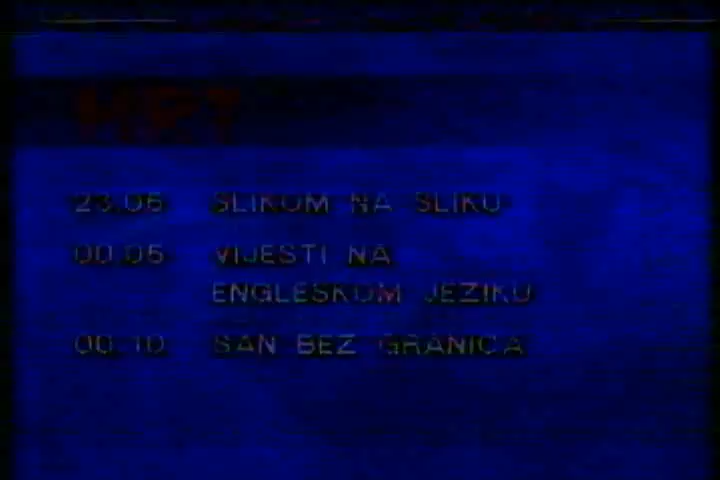 HRT
23.05 SLIKOM NA SLIKU
00.05 VIJESTI NA
ENGLESKOM JEZIKU
00.10 SAN BEZ GRANICA